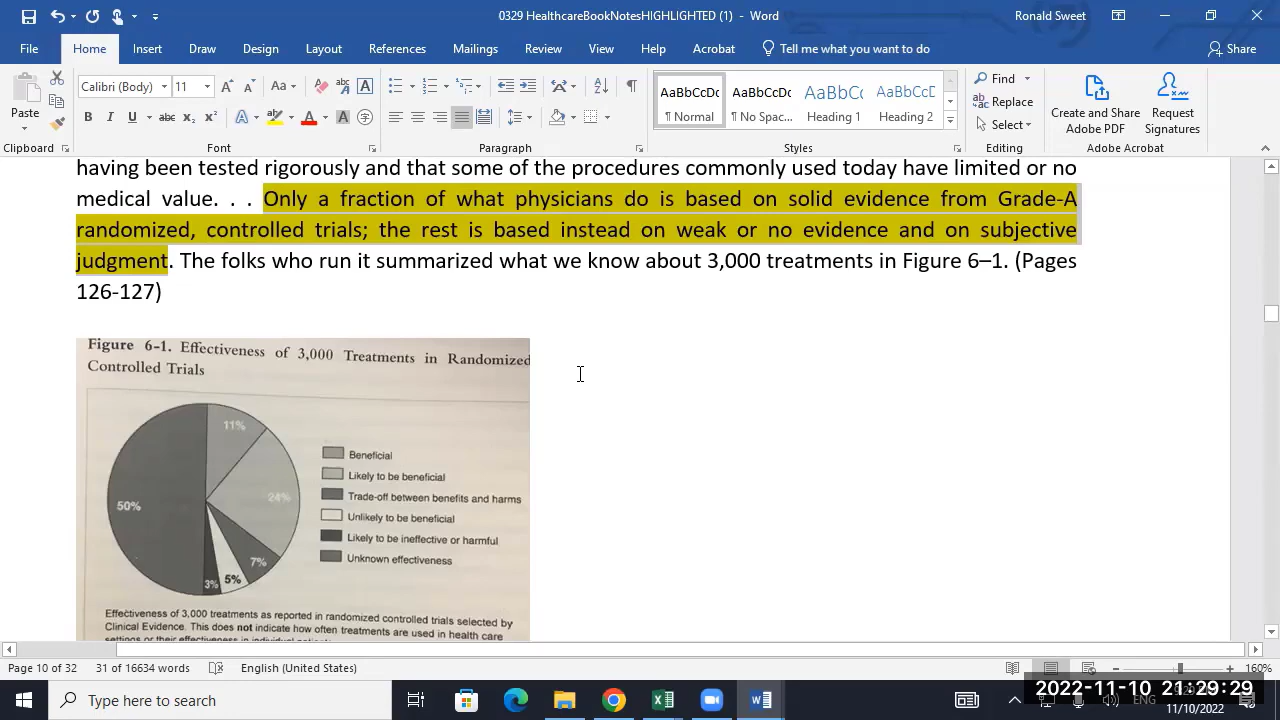 0329 HealthcareBookNotesHIGHLIGHTED (1) - Word
Ronald Sweet
File Home Insert Draw Design Layout References Mailings Review View Help Acrobat Tell me what you want to do Share
Calibri (Body) 11
Aa
AaBbCcDc AaBbCcDc AaBbCc AaBbCcD
Find
Replace
Select
Paste
¶ Normal ¶ No Spac... Heading 1 Heading 2
Create and Share Adobe PDF
Request Signatures
Clipboard Font Paragraph Styles Editing Adobe Acrobat
having been tested rigorously and that some of the procedures commonly used today have limited or no
medical value. . . Only a fraction of what physicians do is based on solid evidence from Grade-A
randomized, controlled trials; the rest is based instead on weak or no evidence and on subjective
judgment. The folks who run it summarized what we know about 3,000 treatments in Figure 6–1. (Pages
126-127)
Figure 6-1. Effectiveness of 3,000 Treatments in Randomized
Controlled Trials
11%
24%
50%
7%
3%
5%
Beneficial
Likely to be beneficial
Trade-off between benefits and harms
Unlikely to be beneficial
Likely to be ineffective or harmful
Unknown effectiveness
Effectiveness of 3,000 treatments as reported in randomized controlled trials selected by
Clinical Evidence. This does not indicate how often treatments are used in health care
settings or their effectiveness in individual
Page 10 of 32 31 of 16634 words English (United States) 160%
Type here to search
2022-11-10 21:29:29
ENG
11/10/2022